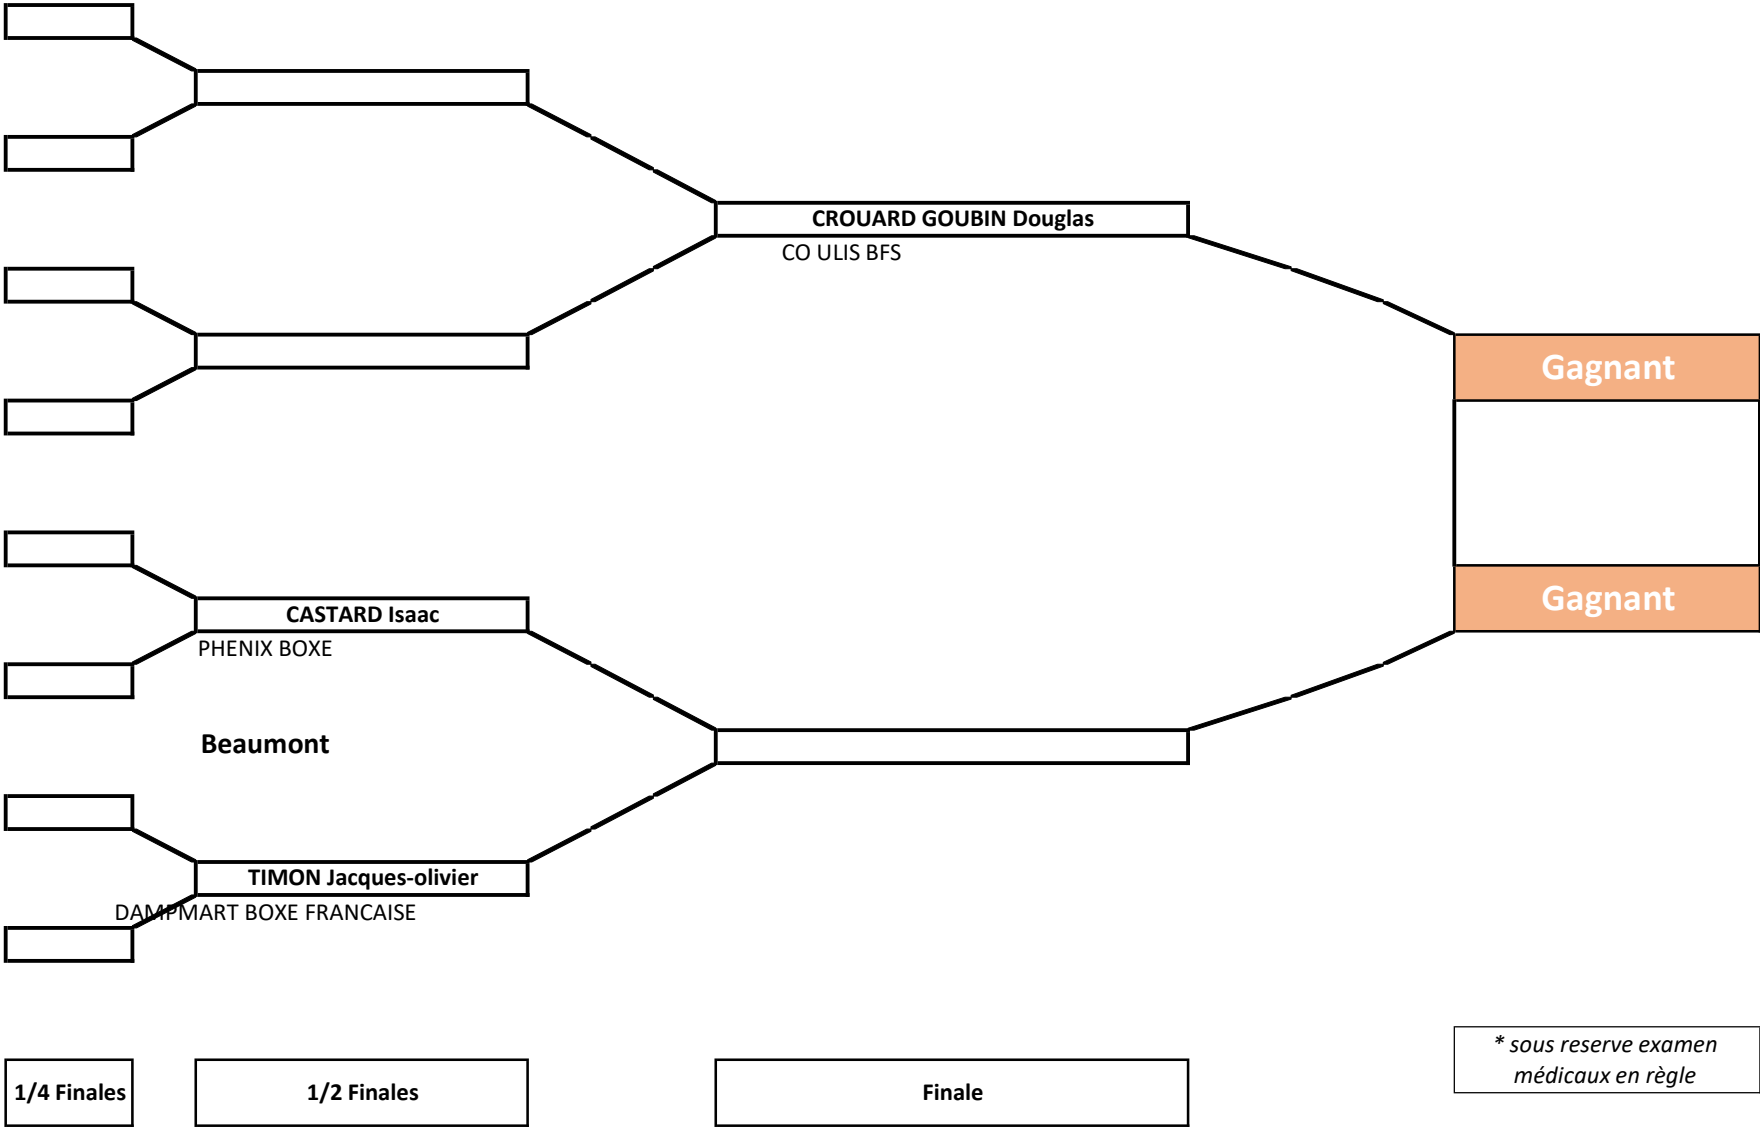 CROUARD GOUBIN Douglas
CO ULIS BFS
Gagnant
Gagnant
CASTARD Isaac
PHENIX BOXE
Beaumont
TIMON Jacques-olivier
DAMPMART BOXE FRANCAISE
* sous reserve examen
médicaux en règle
1/4 Finales
1/2 Finales
Finale